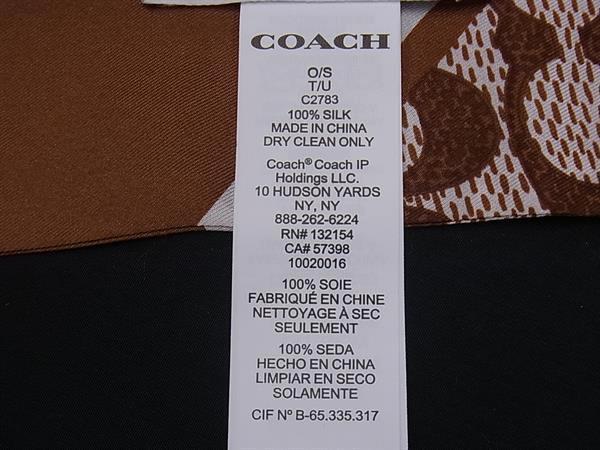 COACH
O/S
T/U
C2783
100% SILK
MADE IN CHINA
DRY CLEAN ONLY
Coach® Coach IP
Holdings LLC.
10 HUDSON YARDS
NY, NY
888-262-6224
RN# 132154
CA# 57398
10020016
100% SOIE
FABRIQUÉ EN CHINE
NETTOYAGE À SEC
SEULEMENT
100% SEDA
HECHO EN CHINA
LIMPIAR EN SECO
SOLAMENTE
CIF Nº B-65.335.317